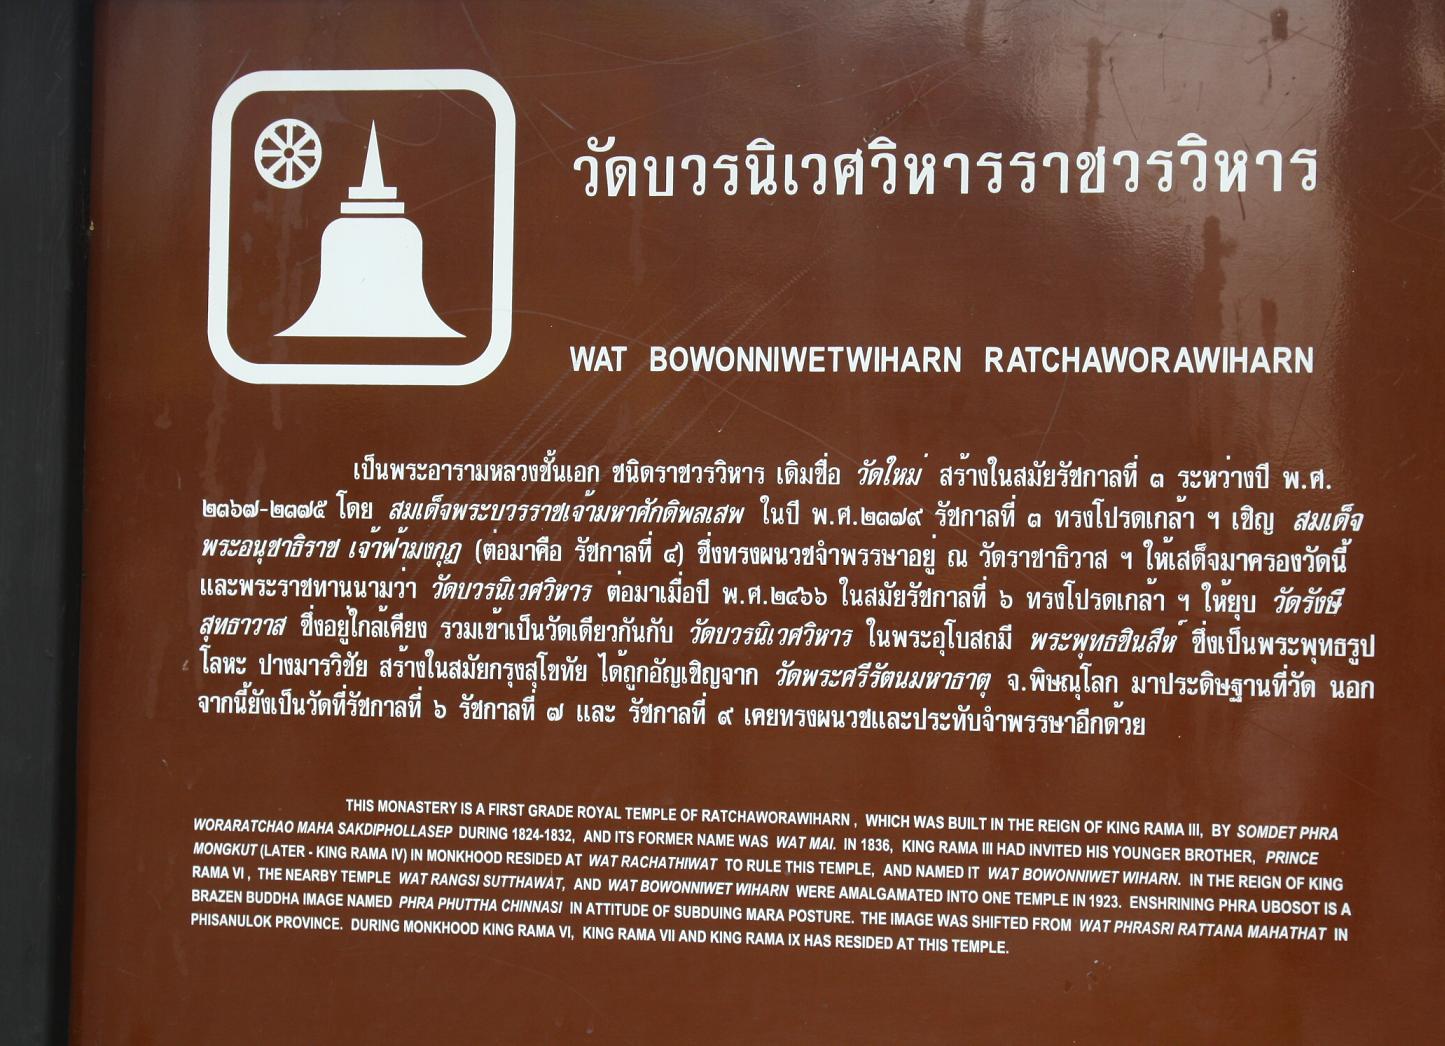 วัดบวรนิเวศวิหารราชวรวิหาร
WAT BOWONNIWETWIHARN RATCHAWORAWIHARN
เป็นพระอารามหลวงชั้นเอก ชนิดราชวรวิหาร เดิมชื่อ วัดใหม่ สร้างในสมัยรัชกาลที่ ๓ ระหว่างปี พ.ศ.
๒๓๖๗-๒๓๗๕ โดย สมเด็จพระบวรราชเจ้ามหาศักดิพลเสพ ในปี พ.ศ.๒๓๗๙ รัชกาลที่ ๓ ทรงโปรดเกล้า ฯ เชิญ สมเด็จ
พระอนุชาธิราช เจ้าฟ้ามงกุฎ (ต่อมาคือ รัชกาลที่ ๔) ซึ่งทรงผนวชจำพรรษาอยู่ ณ วัดราชาธิวาส ฯ ให้เสด็จมาครองวัดนี้
และพระราชทานนามว่า วัดบวรนิเวศวิหาร ต่อมาเมื่อปี พ.ศ.๒๔๖๖ ในสมัยรัชกาลที่ ๖ ทรงโปรดเกล้า ฯ ให้ยุบ วัดรังษี
สุทธาวาส ซึ่งอยู่ใกล้เคียง รวมเข้าเป็นวัดเดียวกันกับ วัดบวรนิเวศวิหาร ในพระอุโบสถมี พระพุทธชินสีห์ ซึ่งเป็นพระพุทธรูป
โลหะ ปางมารวิชัย สร้างในสมัยกรุงสุโขทัย ได้ถูกอัญเชิญจาก วัดพระศรีรัตนมหาธาตุ จ.พิษณุโลก มาประดิษฐานที่วัด นอก
จากนี้ยังเป็นวัดที่รัชกาลที่ ๖ รัชกาลที่ ๗ และ รัชกาลที่ ๙ เคยทรงผนวชและประทับจำพรรษาอีกด้วย
THIS MONASTERY IS A FIRST GRADE ROYAL TEMPLE OF RATCHAWORAWIHARN , WHICH WAS BUILT IN THE REIGN OF KING RAMA III, BY SOMDET PHRA
WORARATCHAO MAHA SAKDIPHOLLASEP DURING 1824-1832, AND ITS FORMER NAME WAS WAT MAI. IN 1836, KING RAMA III HAD INVITED HIS YOUNGER BROTHER, PRINCE
MONGKUT (LATER - KING RAMA IV) IN MONKHOOD RESIDED AT WAT RACHATHIWAT TO RULE THIS TEMPLE, AND NAMED IT WAT BOWONNIWET WIHARN. IN THE REIGN OF KING
RAMA VI , THE NEARBY TEMPLE WAT RANGSI SUTTHAWAT, AND WAT BOWONNIWET WIHARN WERE AMALGAMATED INTO ONE TEMPLE IN 1923. ENSHRINING PHRA UBOSOT IS A
BRAZEN BUDDHA IMAGE NAMED PHRA PHUTTHA CHINNASI IN ATTITUDE OF SUBDUING MARA POSTURE. THE IMAGE WAS SHIFTED FROM WAT PHRASRI RATTANA MAHATHAT IN
PHISANULOK PROVINCE. DURING MONKHOOD KING RAMA VI, KING RAMA VII AND KING RAMA IX HAS RESIDED AT THIS TEMPLE.